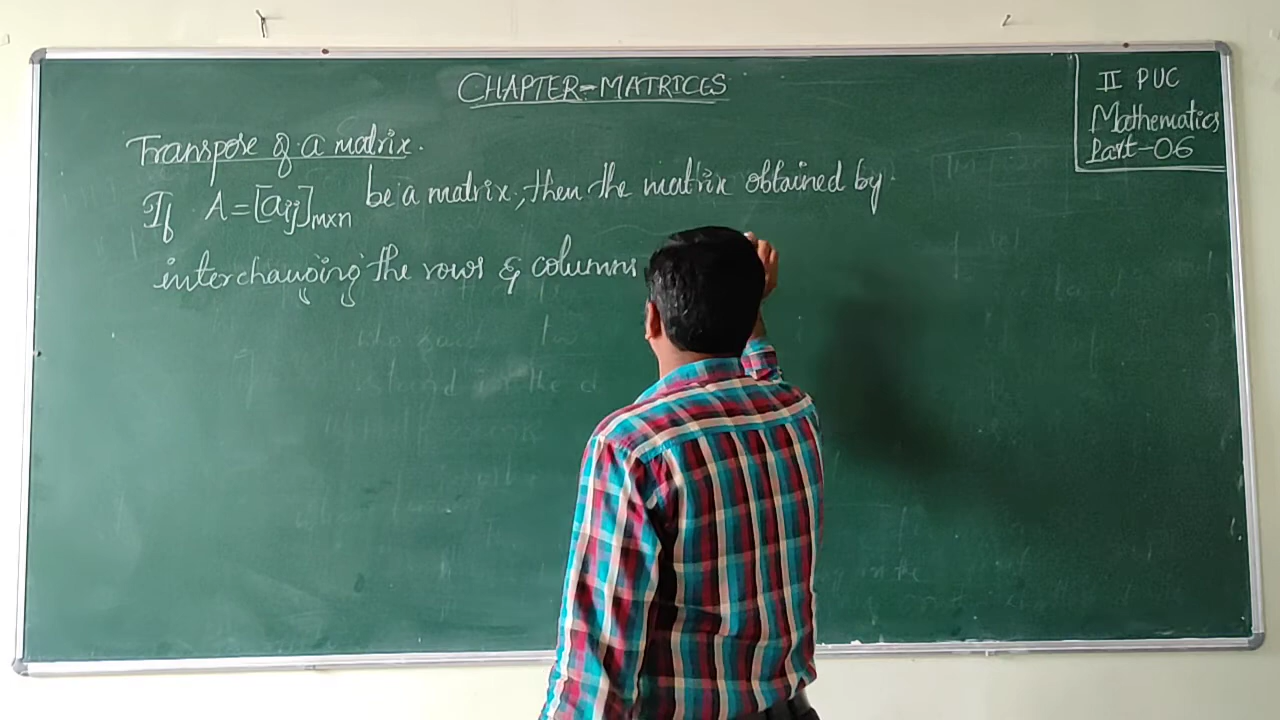 CHAPTER-MATRICES
II PUC
Mathematics
Part-06
Transpose of a matrix.
If A=[aij]m×n be a matrix, then the matrix obtained by
interchanging the rows & columns